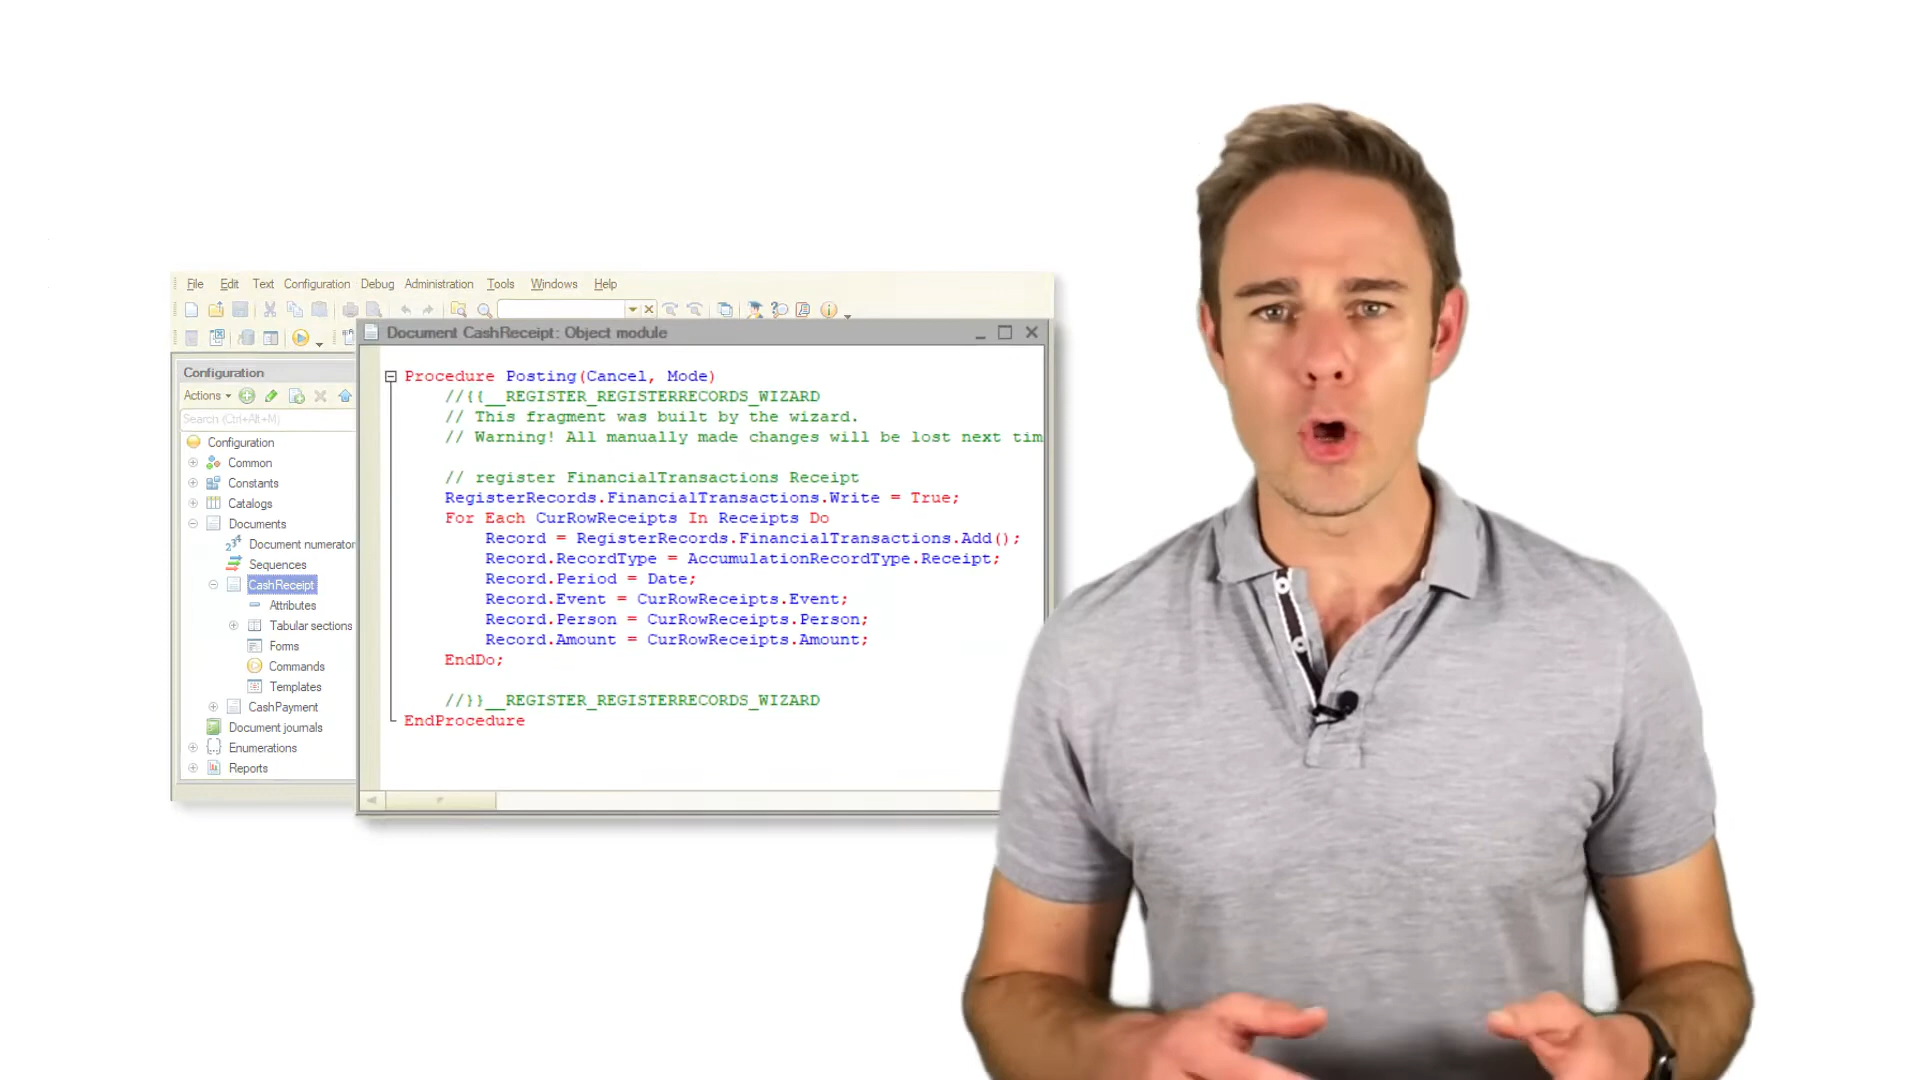 File Edit Text Configuration Debug Administration Tools Windows Help
Document CashReceipt: Object module
Configuration
Actions
Search (Ctrl+Alt+M)
Configuration
Common
Constants
Catalogs
Documents
Document numerator
Sequences
CashReceipt
Attributes
Tabular sections
Forms
Commands
Templates
CashPayment
Document journals
Enumerations
Reports
Procedure Posting(Cancel, Mode)
//{{__REGISTER_REGISTERRECORDS_WIZARD
// This fragment was built by the wizard.
// Warning! All manually made changes will be lost next tim
// register FinancialTransactions Receipt
RegisterRecords.FinancialTransactions.Write = True;
For Each CurRowReceipts In Receipts Do
Record = RegisterRecords.FinancialTransactions.Add();
Record.RecordType = AccumulationRecordType.Receipt;
Record.Period = Date;
Record.Event = CurRowReceipts.Event;
Record.Person = CurRowReceipts.Person;
Record.Amount = CurRowReceipts.Amount;
EndDo;
//}}__REGISTER_REGISTERRECORDS_WIZARD
EndProcedure